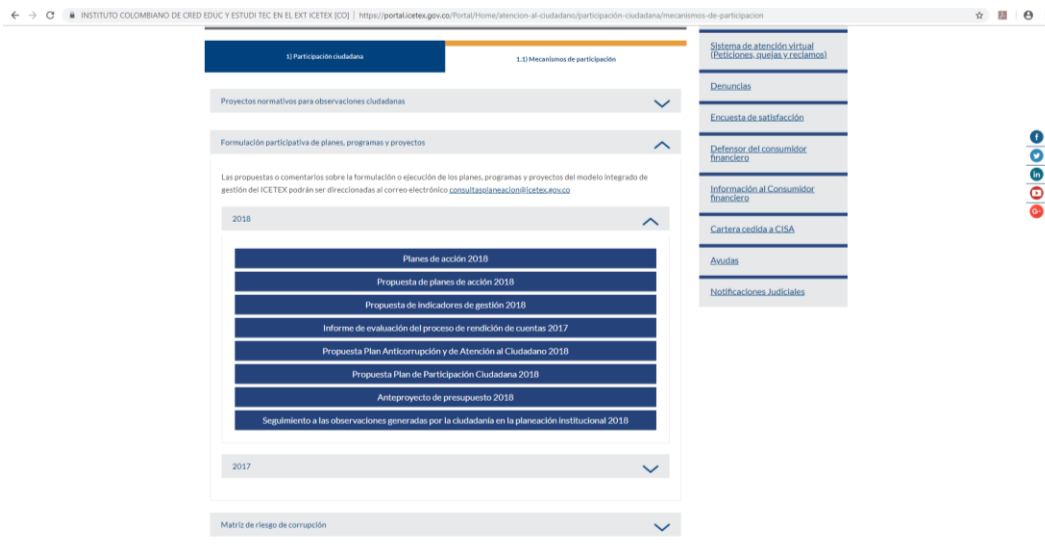 INSTITUTO COLOMBIANO DE CRED EDUC Y ESTUDI TEC EN EL EXT ICETEX [CO] | https://portal.icetex.gov.co/Portal/Home/atencion-al-ciudadano/participación-ciudadana/mecanismos-de-participacion
1) Participación ciudadana
1.1) Mecanismos de participación
Proyectos normativos para observaciones ciudadanas
Formulación participativa de planes, programas y proyectos
Las propuestas o comentarios sobre la formulación o ejecución de los planes, programas y proyectos del modelo integrado de
gestión del ICETEX podrán ser direccionadas al correo electrónico consultasplaneacion@icetex.gov.co
2018
Planes de acción 2018
Propuesta de planes de acción 2018
Propuesta de indicadores de gestión 2018
Informe de evaluación del proceso de rendición de cuentas 2017
Propuesta Plan Anticorrupción y de Atención al Ciudadano 2018
Propuesta Plan de Participación Ciudadana 2018
Anteproyecto de presupuesto 2018
Seguimiento a las observaciones generadas por la ciudadanía en la planeación institucional 2018
2017
Matriz de riesgo de corrupción
Sistema de atención virtual
(Peticiones, quejas y reclamos)
Denuncias
Encuesta de satisfacción
Defensor del consumidor
financiero
Información al Consumidor
financiero
Cartera cedida a CISA
Ayudas
Notificaciones Judiciales
f
in
G+